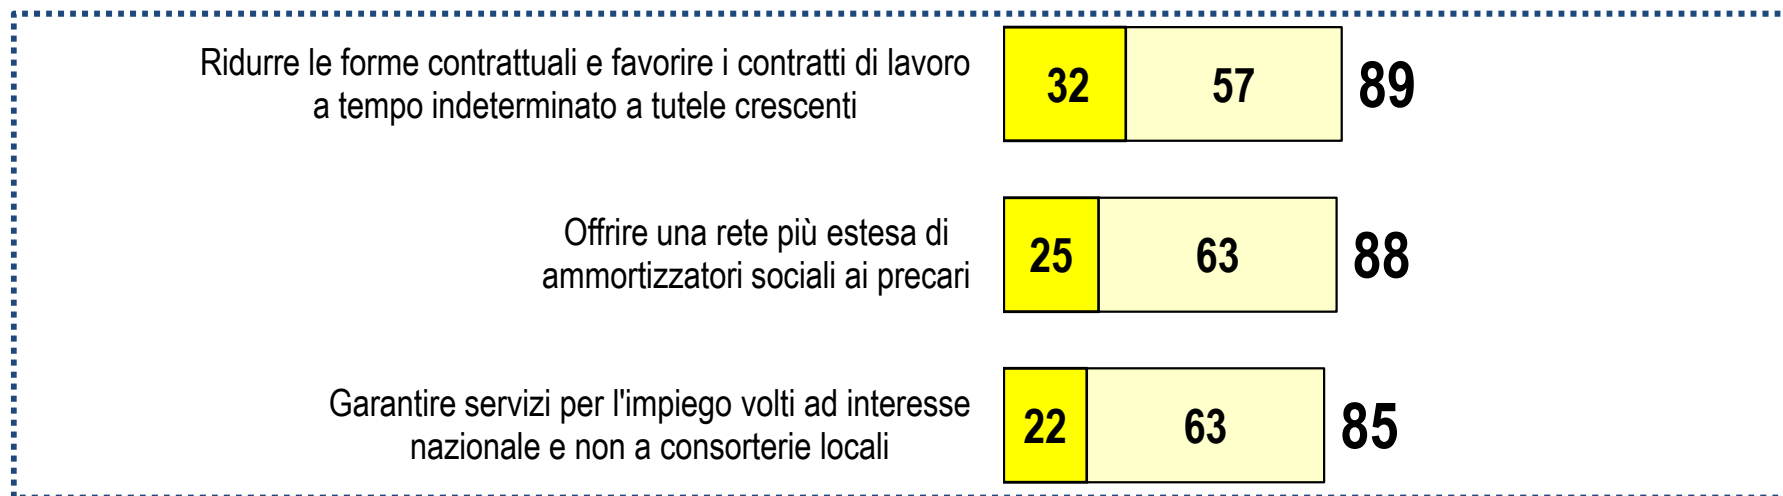 Ridurre le forme contrattuali e favorire i contratti di lavoro
a tempo indeterminato a tutele crescenti
32 57 89
Offrire una rete più estesa di
ammortizzatori sociali ai precari
25 63 88
Garantire servizi per l'impiego volti ad interesse
nazionale e non a consorterie locali
22 63 85